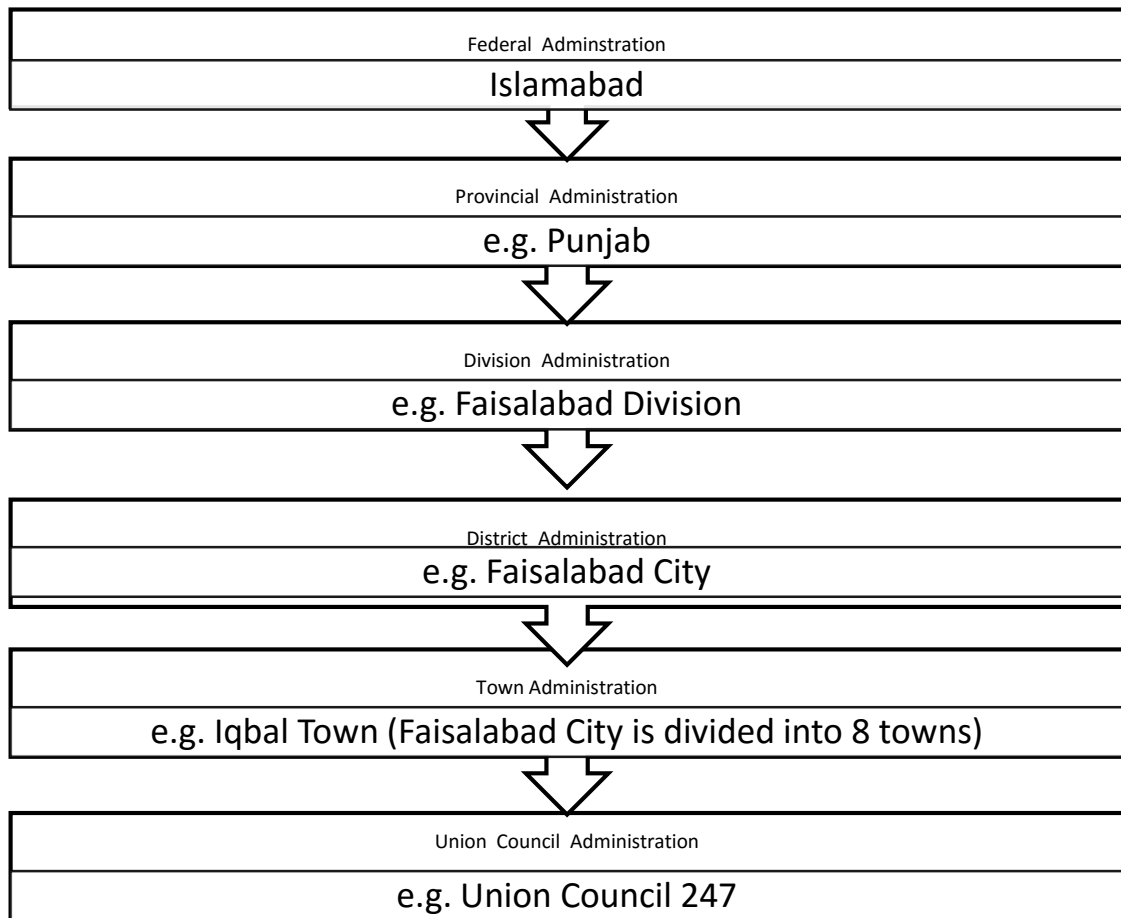 Federal Adminstration
Islamabad
Provincial Administration
e.g. Punjab
Division Administration
e.g. Faisalabad Division
District Administration
e.g. Faisalabad City
Town Administration
e.g. Iqbal Town (Faisalabad City is divided into 8 towns)
Union Council Administration
e.g. Union Council 247